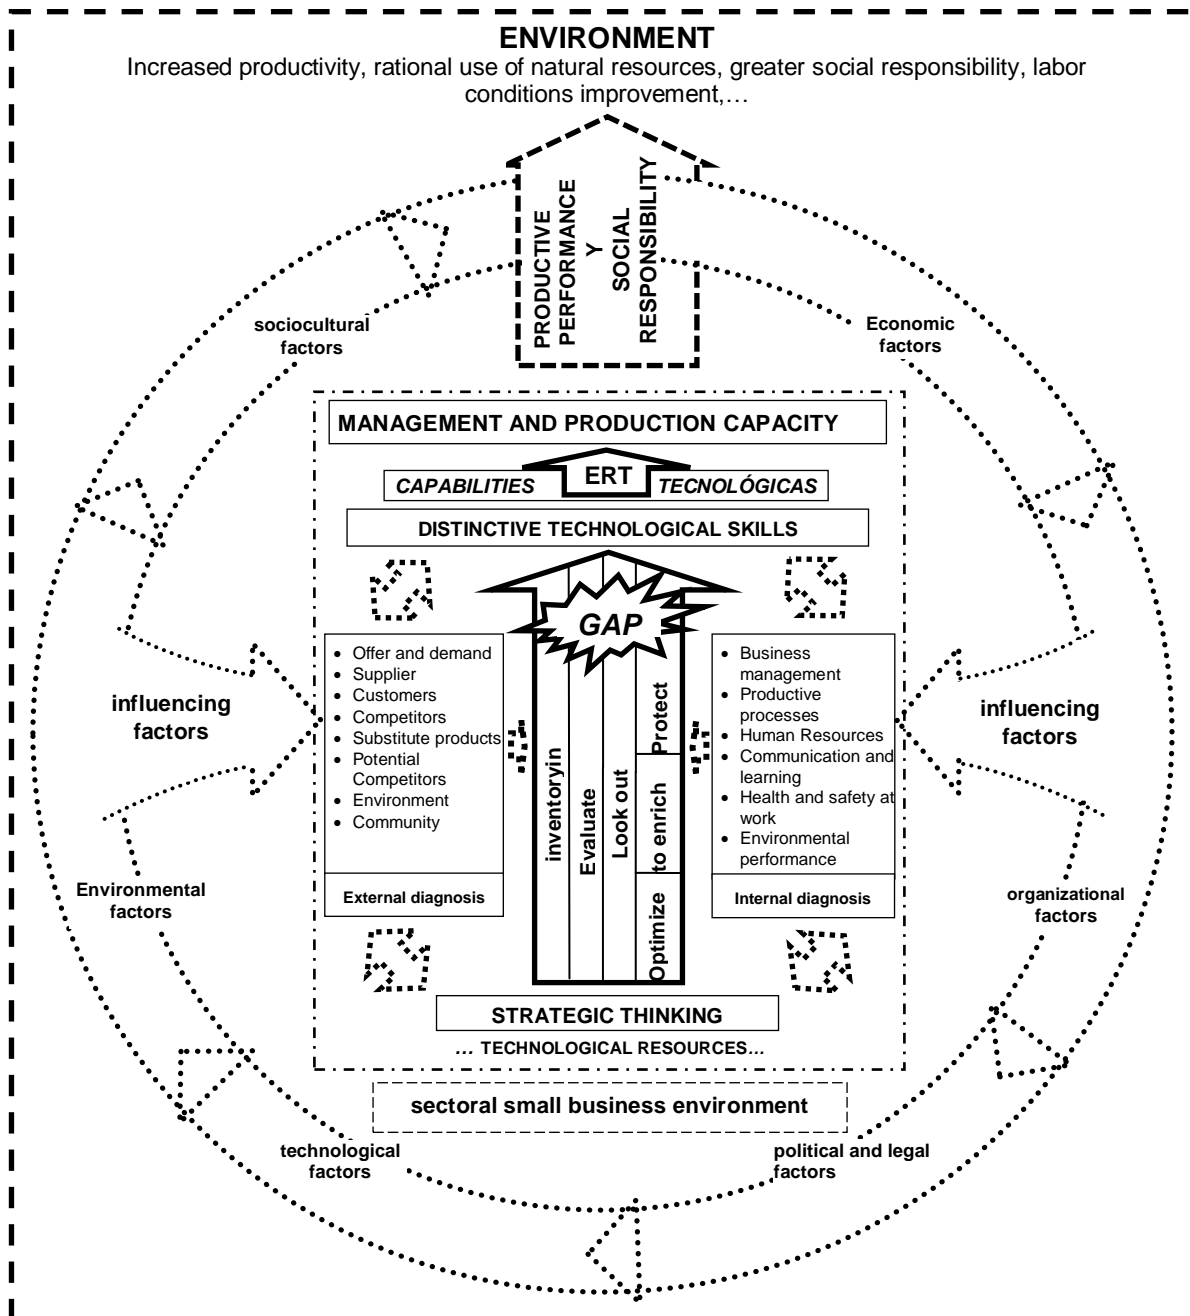 ENVIRONMENT
Increased productivity, rational use of natural resources, greater social responsibility, labor
conditions improvement,…
PRODUCTIVE
PERFORMANCE
Y
SOCIAL
RESPONSIBILITY
sociocultural
factors
Economic
factors
MANAGEMENT AND PRODUCTION CAPACITY
CAPABILITIES
ERT
TECNOLÓGICAS
DISTINCTIVE TECHNOLOGICAL SKILLS
GAP
influencing
factors
• Offer and demand
• Supplier
• Customers
• Competitors
• Substitute products
• Potential
Competitors
• Environment
• Community
External diagnosis
inventoryin
Evaluate
Look out
Protect
to enrich
Optimize
• Business
management
• Productive
processes
• Human Resources
• Communication and
learning
• Health and safety at
work
• Environmental
performance
Internal diagnosis
influencing
factors
Environmental
factors
organizational
factors
STRATEGIC THINKING
… TECHNOLOGICAL RESOURCES…
sectoral small business environment
technological
factors
political and legal
factors